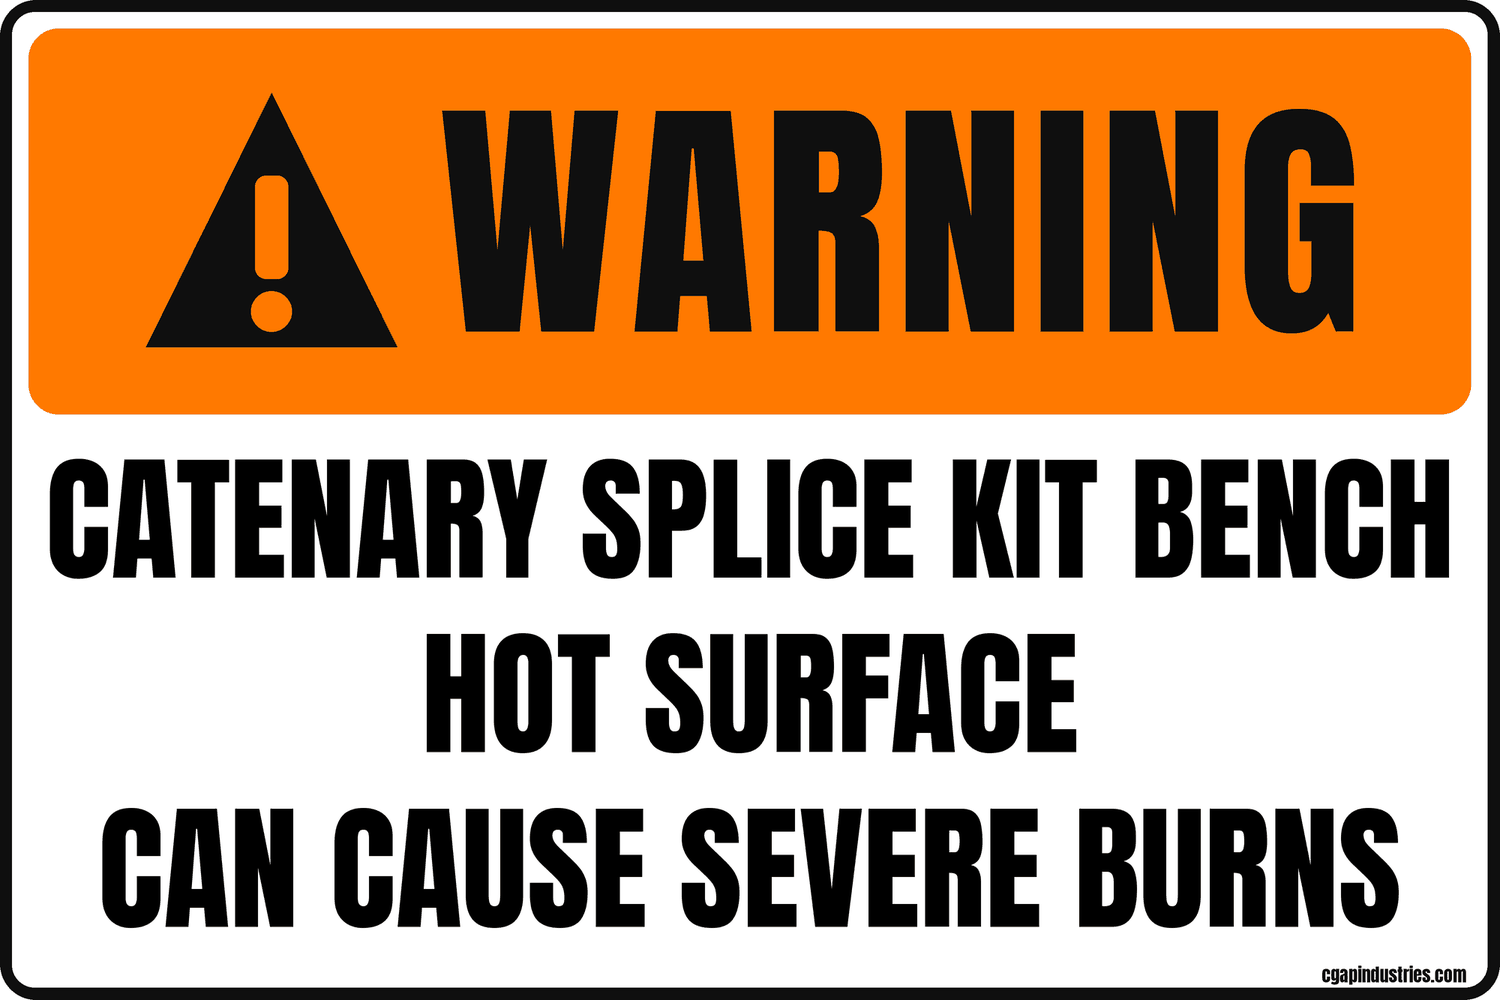 WARNING
CATENARY SPLICE KIT BENCH
HOT SURFACE
CAN CAUSE SEVERE BURNS
cgapindustries.com